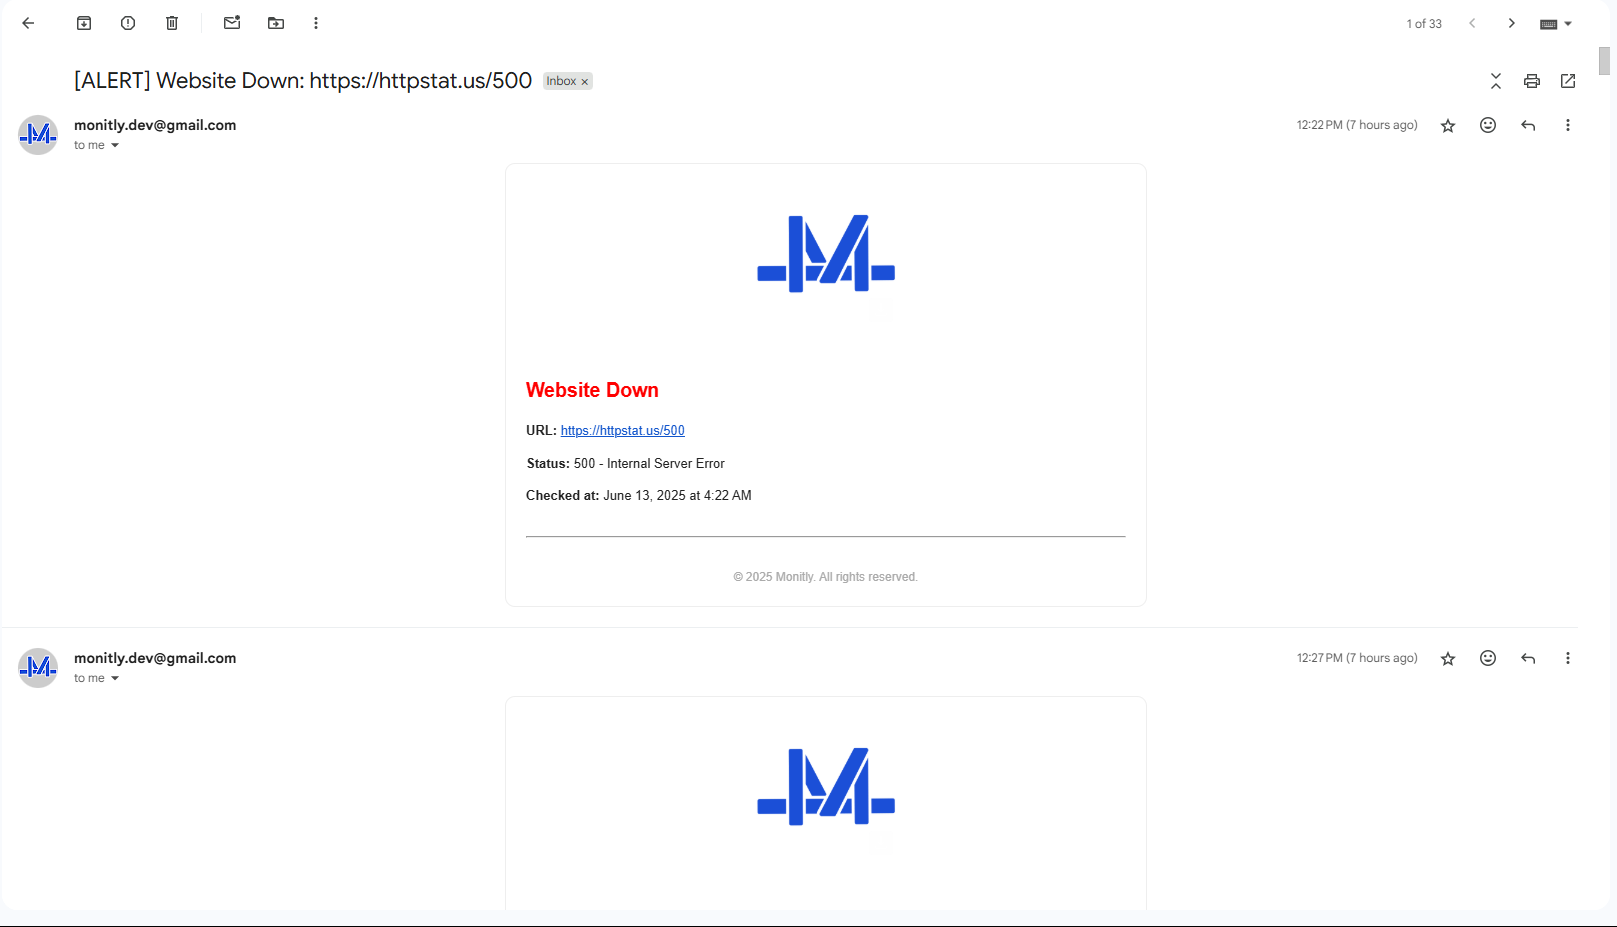 1 of 33
[ALERT] Website Down: https://httpstat.us/500 Inbox ×
monitly.dev@gmail.com 12:22 PM (7 hours ago)
to me
Website Down
URL: https://httpstat.us/500
Status: 500 - Internal Server Error
Checked at: June 13, 2025 at 4:22 AM
© 2025 Monitly. All rights reserved.
monitly.dev@gmail.com 12:27 PM (7 hours ago)
to me